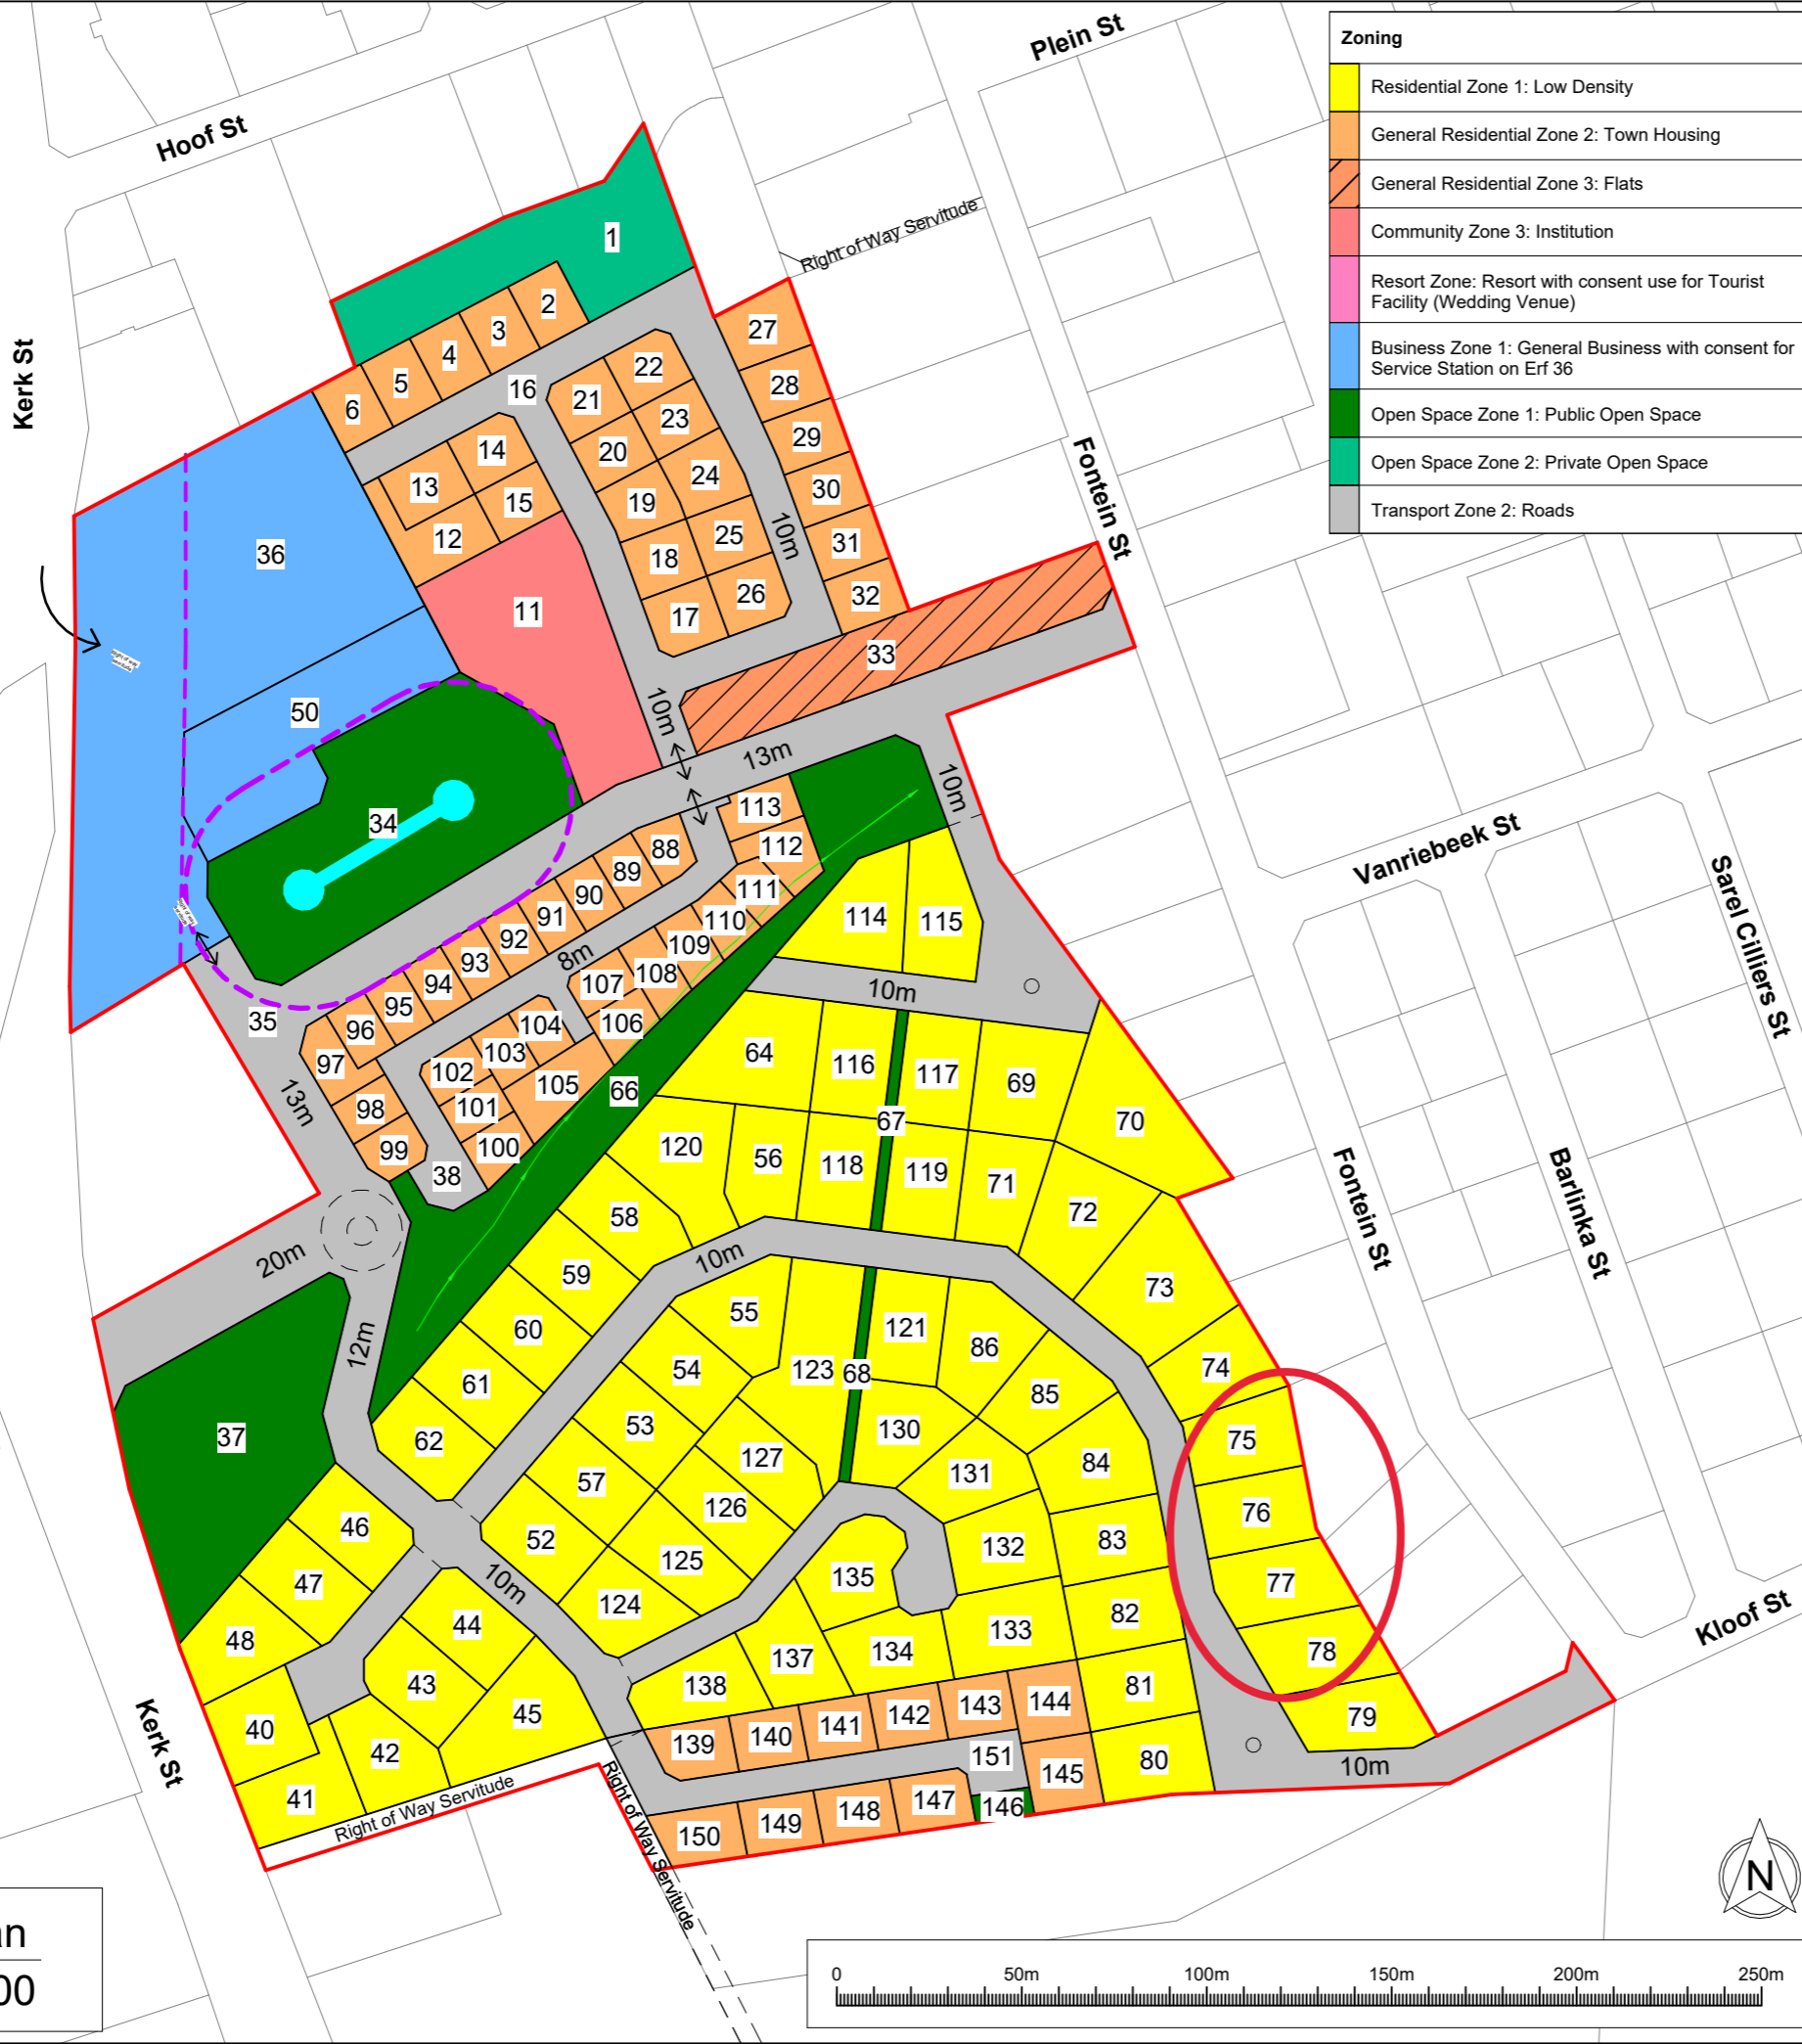 Plein St
Hoof St
Kerk St
Right of Way Servitude
Zoning
Residential Zone 1: Low Density
General Residential Zone 2: Town Housing
General Residential Zone 3: Flats
Community Zone 3: Institution
Resort Zone: Resort with consent use for Tourist
Facility (Wedding Venue)
Business Zone 1: General Business with consent for
Service Station on Erf 36
Open Space Zone 1: Public Open Space
Open Space Zone 2: Private Open Space
Transport Zone 2: Roads
1
2
3
4
5
6
16
21
22
23
20
14
13
15
12
19
24
18
25
17
26
10m
27
28
29
30
31
32
Fontein St
36
11
33
Right of way
servitude
50
10m
13m
10m
34
113
112
111
110
109
108
107
106
88
89
90
91
92
93
94
95
96
97
98
99
8m
104
103
102
101
105
100
38
35
13m
Right of way
servitude
66
114
115
10m
Vanriebeek St
Sarel Cilliers St
64
116
117
69
70
67
120
56
118
119
71
72
73
74
58
59
60
61
62
10m
20m
12m
37
Fontein St
Barlinka St
55
54
53
57
52
123
68
121
86
85
130
131
84
127
126
125
124
83
132
135
133
134
82
137
138
81
75
76
77
78
79
80
10m
Kloof St
46
47
48
44
43
45
40
42
41
10m
Kerk St
Right of Way Servitude
Right of Way Servitude
139
140
141
142
143
144
151
145
146
147
148
149
150
N
an
00
0
50m
100m
150m
200m
250m